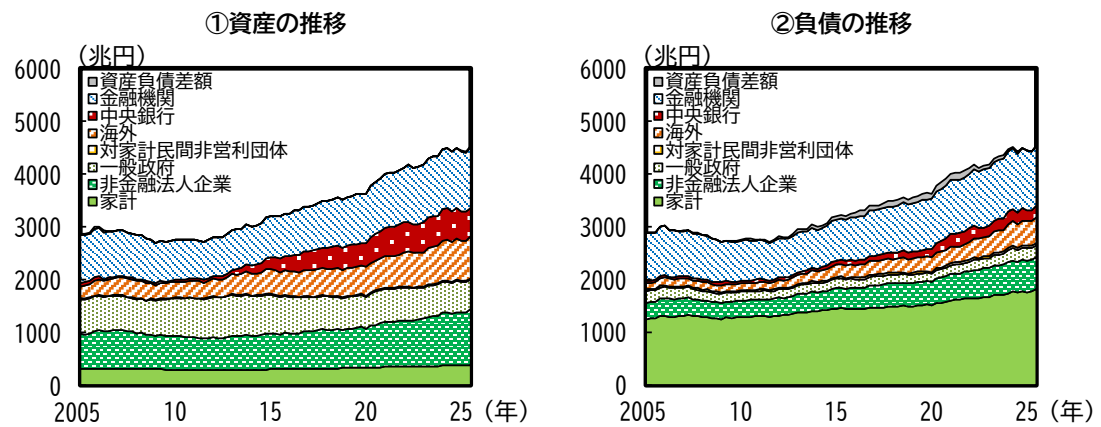 ①資産の推移
(兆円)
6000
5000
4000
3000
2000
1000
0
資産負債差額
金融機関
中央銀行
海外
対家計民間非営利団体
一般政府
非金融法人企業
家計
2005 10 15 20 25 (年)
②負債の推移
(兆円)
6000
5000
4000
3000
2000
1000
0
資産負債差額
金融機関
中央銀行
海外
対家計民間非営利団体
一般政府
非金融法人企業
家計
2005 10 15 20 25 (年)